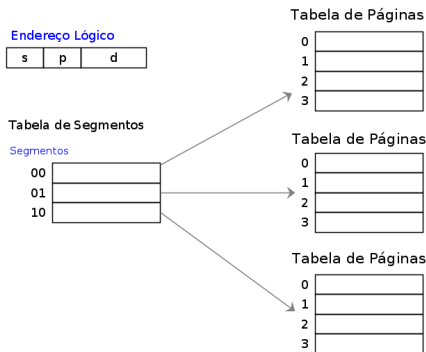 Endereço Lógico
s p d
Tabela de Segmentos
Segmentos
00
01
10
Tabela de Páginas
0
1
2
3
Tabela de Páginas
0
1
2
3
Tabela de Páginas
0
1
2
3